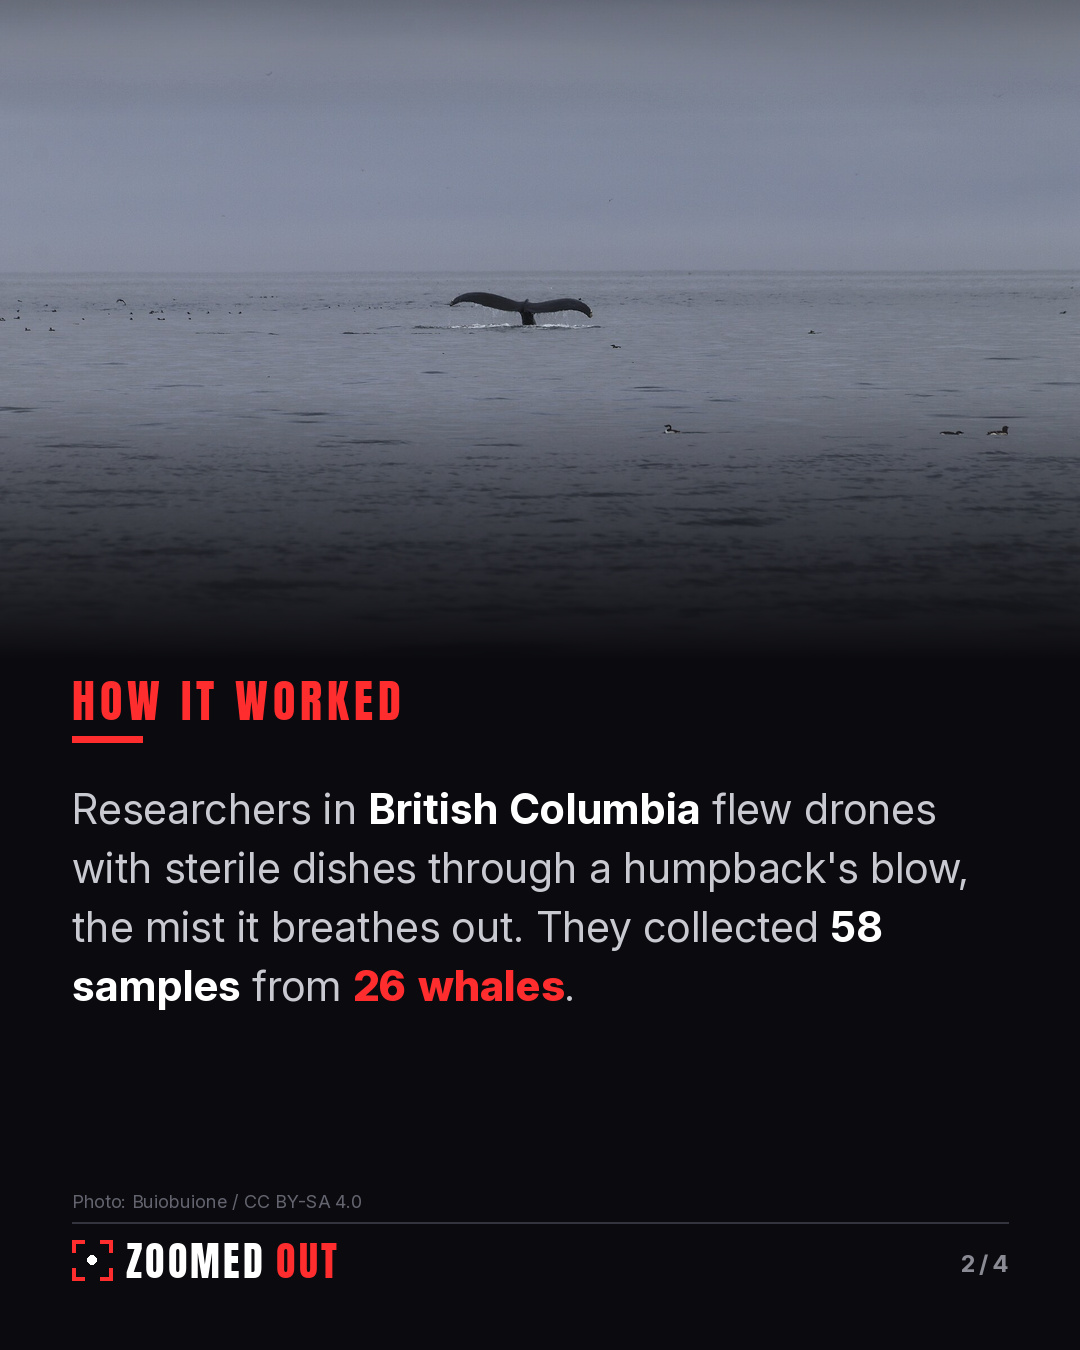 HOW IT WORKED
Researchers in British Columbia flew drones
with sterile dishes through a humpback's blow,
the mist it breathes out. They collected 58
samples from 26 whales.
Photo: Buiobuione / CC BY-SA 4.0
ZOOMED OUT
2 / 4